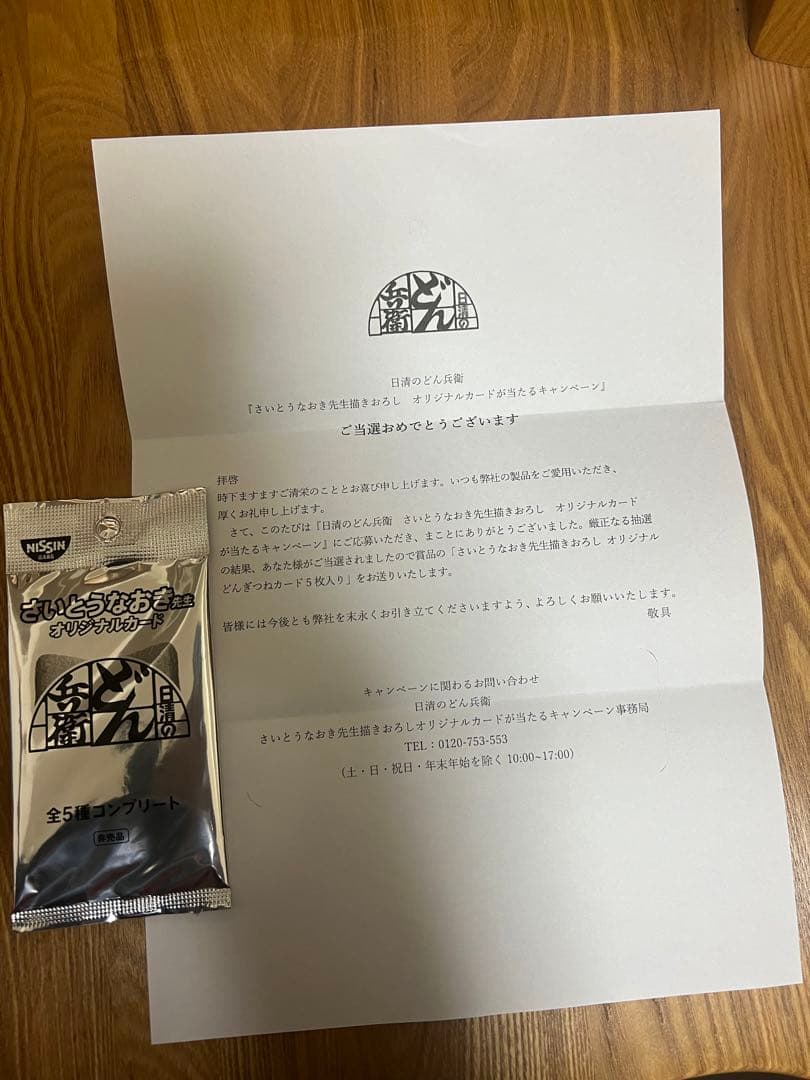 日清の
どん
兵衛
日清のどん兵衛
『さいとうなおき先生描きおろし　オリジナルカードが当たるキャンペーン』
ご当選おめでとうございます
拝啓
時下ますますご清栄のこととお喜び申し上げます。いつも弊社の製品をご愛用いただき、
厚くお礼申し上げます。
さて、このたびは『日清のどん兵衛　さいとうなおき先生描きおろし　オリジナルカード
が当たるキャンペーン』にご応募いただき、まことにありがとうございました。厳正なる抽選
の結果、あなた様がご当選されましたので賞品の「さいとうなおき先生描きおろし オリジナル
どんぎつねカード５枚入り」をお送りいたします。
皆様には今後とも弊社を末永くお引き立てくださいますよう、よろしくお願いいたします。
敬具
キャンペーンに関わるお問い合わせ
日清のどん兵衛
さいとうなおき先生描きおろしオリジナルカードが当たるキャンペーン事務局
TEL：0120-753-553
（土・日・祝日・年末年始を除く 10:00~17:00）
NISSIN
さいとうなおき先生
オリジナルカード
日清の
どん
兵衛
全5種コンプリート
非売品